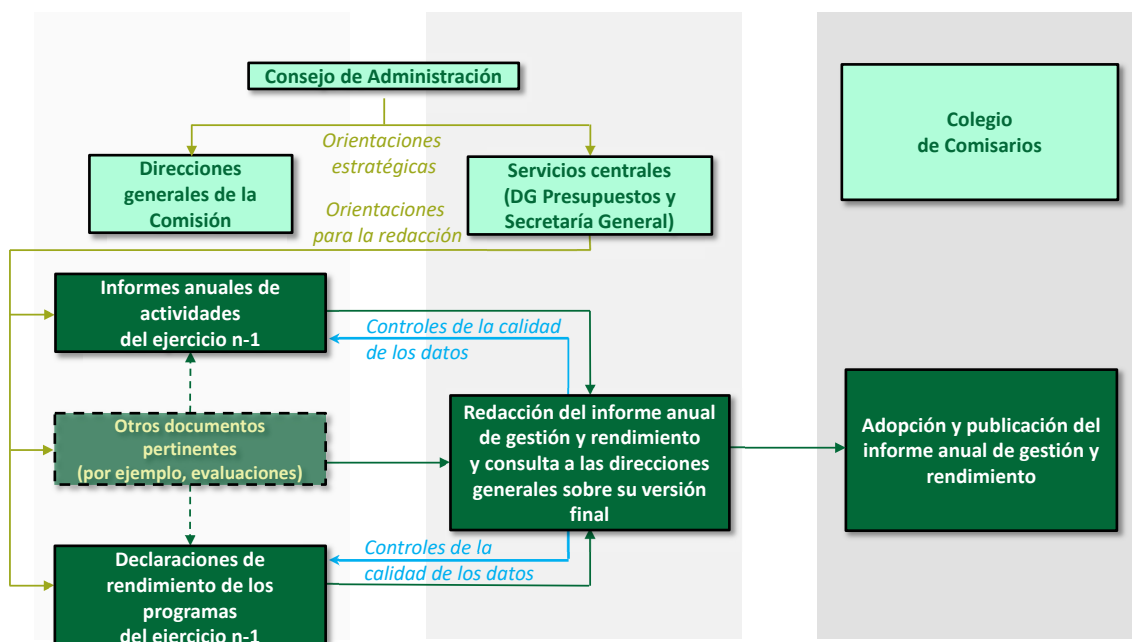 Consejo de Administración
Colegio
de Comisarios
Orientaciones
estratégicas
Direcciones
generales de la
Comisión
Servicios centrales
(DG Presupuestos y
Secretaría General)
Orientaciones
para la redacción
Informes anuales de
actividades
del ejercicio n-1
Controles de la calidad
de los datos
Otros documentos
pertinentes
(por ejemplo, evaluaciones)
Redacción del informe anual
de gestión y rendimiento
y consulta a las direcciones
generales sobre su versión
final
Adopción y publicación del
informe anual de gestión y
rendimiento
Controles de la
calidad de los datos
Declaraciones de
rendimiento de los
programas
del ejercicio n-1